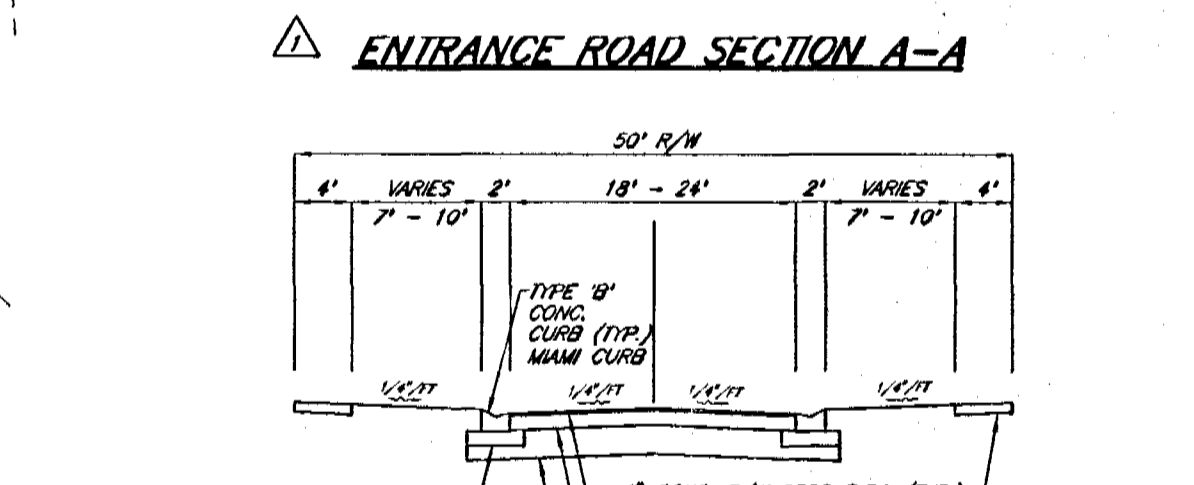 1 ENTRANCE ROAD SECTION A-A
50' R/W
4' VARIES 2' 18' - 24' 2' VARIES 4'
7' - 10' 7' - 10'
TYPE 'B'
CONC.
CURB (TYP.)
MIAMI CURB
1/4"/FT 1/4"/FT 1/4"/FT 1/4"/FT